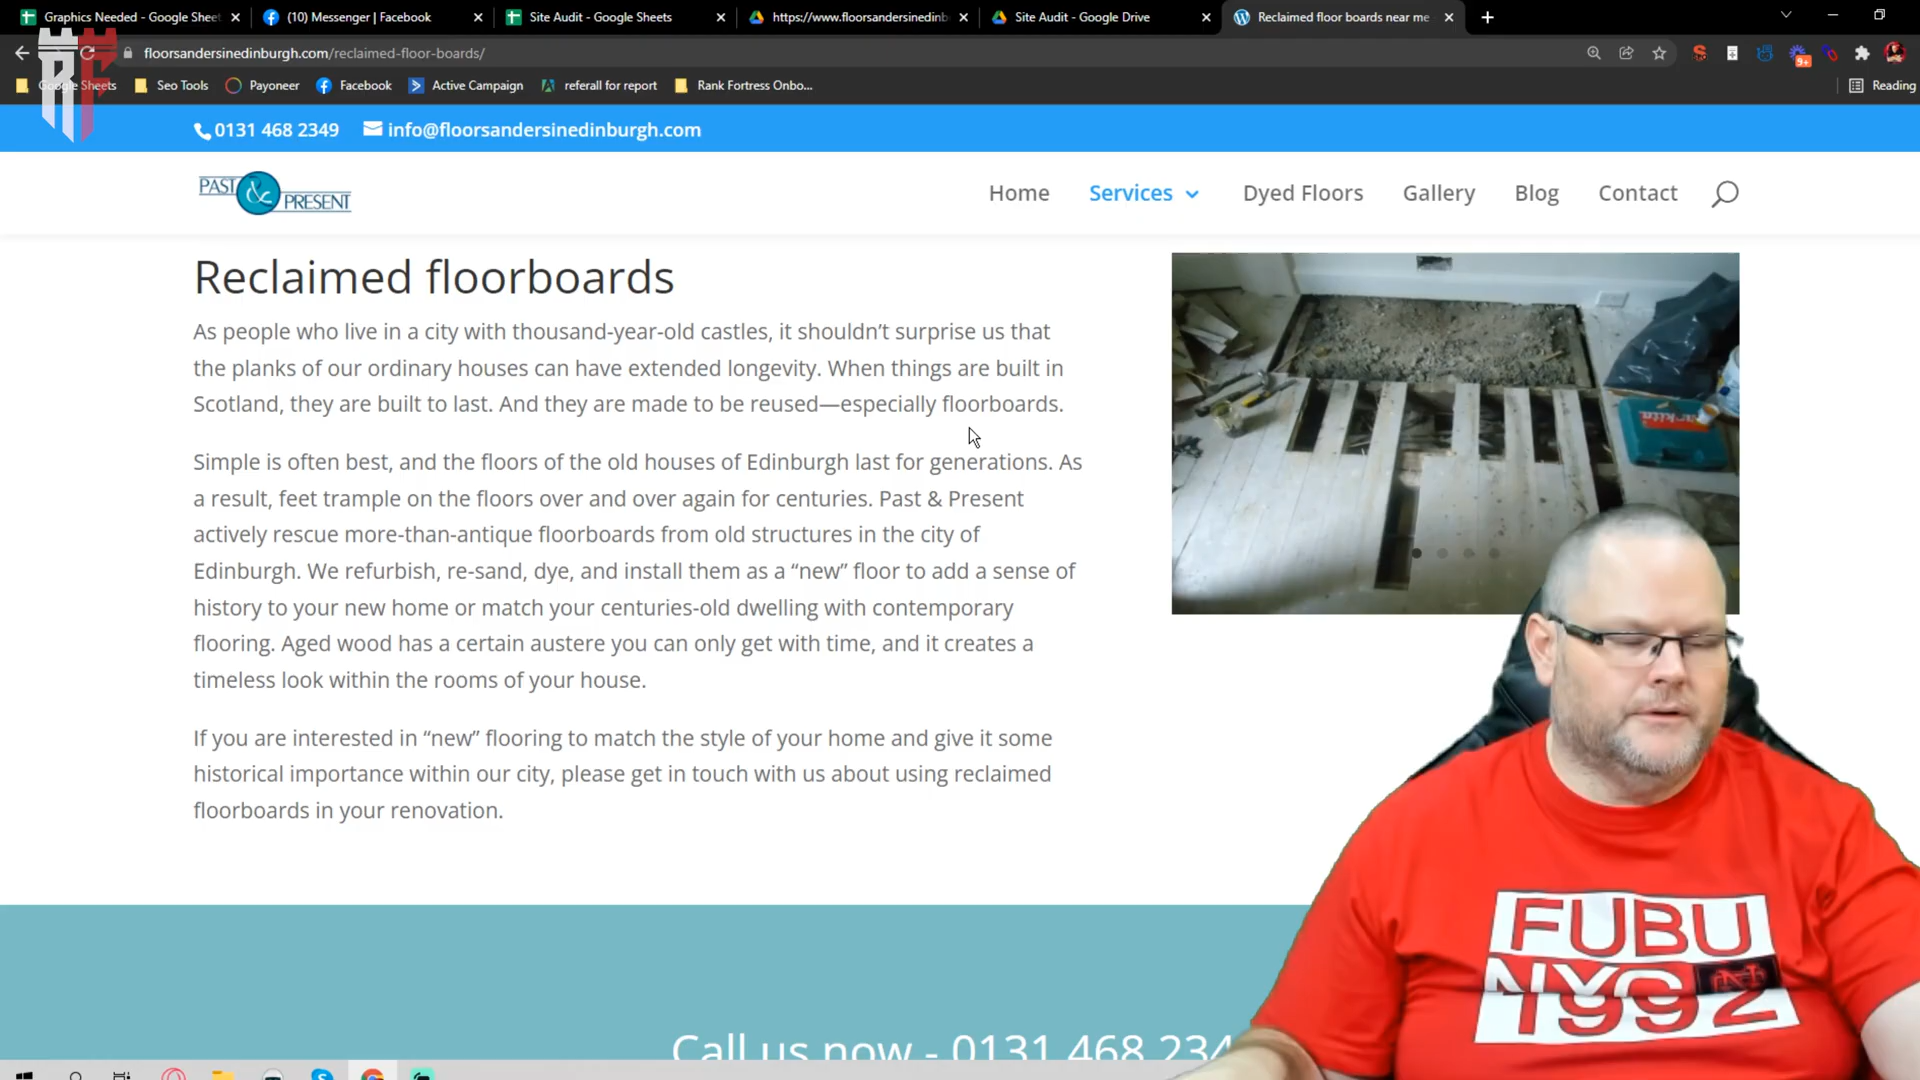 Graphics Needed - Google Sheet
(10) Messenger | Facebook
Site Audit - Google Sheets
https://www.floorsandersinedinb
Site Audit - Google Drive
Reclaimed floor boards near me
floorsandersinedinburgh.com/reclaimed-floor-boards/
9+
RF
Google Sheets
Seo Tools
Payoneer
Facebook
Active Campaign
referall for report
Rank Fortress Onbo...
Reading
0131 468 2349
info@floorsandersinedinburgh.com
PAST & PRESENT
Home
Services
Dyed Floors
Gallery
Blog
Contact
Reclaimed floorboards
As people who live in a city with thousand-year-old castles, it shouldn’t surprise us that
the planks of our ordinary houses can have extended longevity. When things are built in
Scotland, they are built to last. And they are made to be reused—especially floorboards.
Simple is often best, and the floors of the old houses of Edinburgh last for generations. As
a result, feet trample on the floors over and over again for centuries. Past & Present
actively rescue more-than-antique floorboards from old structures in the city of
Edinburgh. We refurbish, re-sand, dye, and install them as a “new” floor to add a sense of
history to your new home or match your centuries-old dwelling with contemporary
flooring. Aged wood has a certain austere you can only get with time, and it creates a
timeless look within the rooms of your house.
If you are interested in “new” flooring to match the style of your home and give it some
historical importance within our city, please get in touch with us about using reclaimed
floorboards in your renovation.
makita
Call us now - 0131 468 234
FUBU
NYC
1992